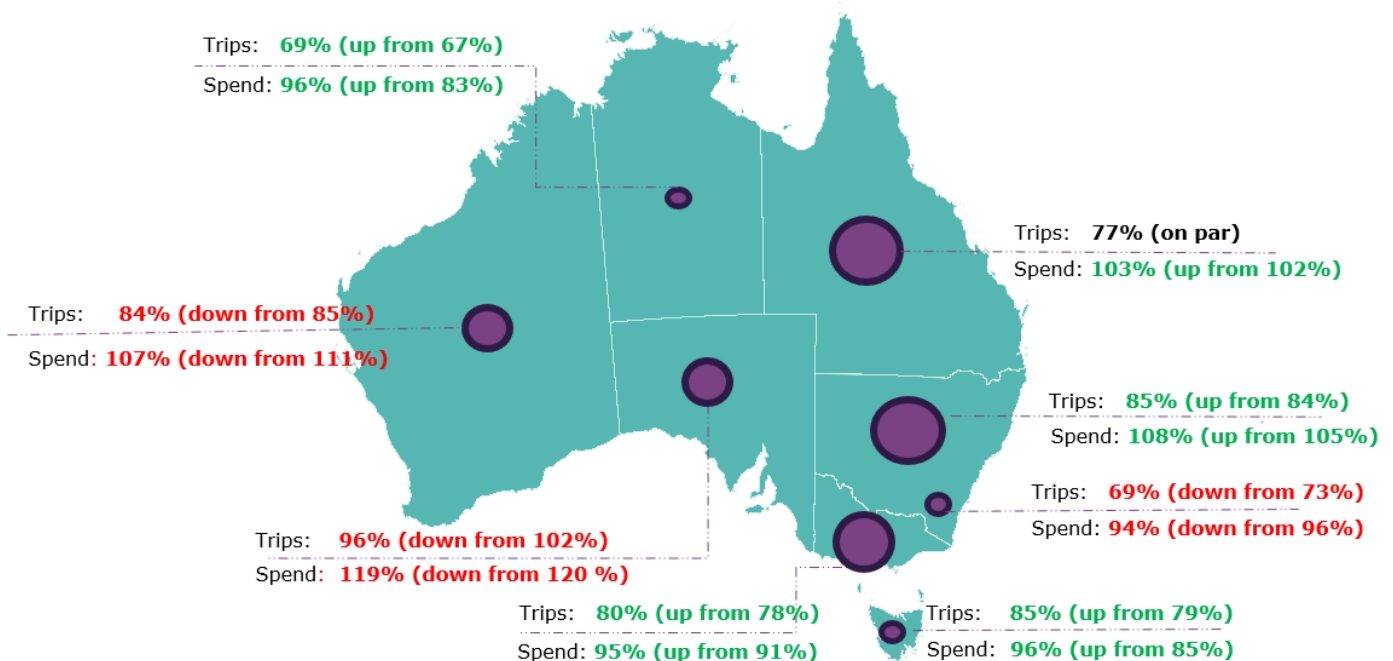 Trips: 69% (up from 67%)
Spend: 96% (up from 83%)
Trips: 77% (on par)
Spend: 103% (up from 102%)
Trips: 84% (down from 85%)
Spend: 107% (down from 111%)
Trips: 85% (up from 84%)
Spend: 108% (up from 105%)
Trips: 69% (down from 73%)
Spend: 94% (down from 96%)
Trips: 96% (down from 102%)
Spend: 119% (down from 120 %)
Trips: 80% (up from 78%)
Spend: 95% (up from 91%)
Trips: 85% (up from 79%)
Spend: 96% (up from 85%)